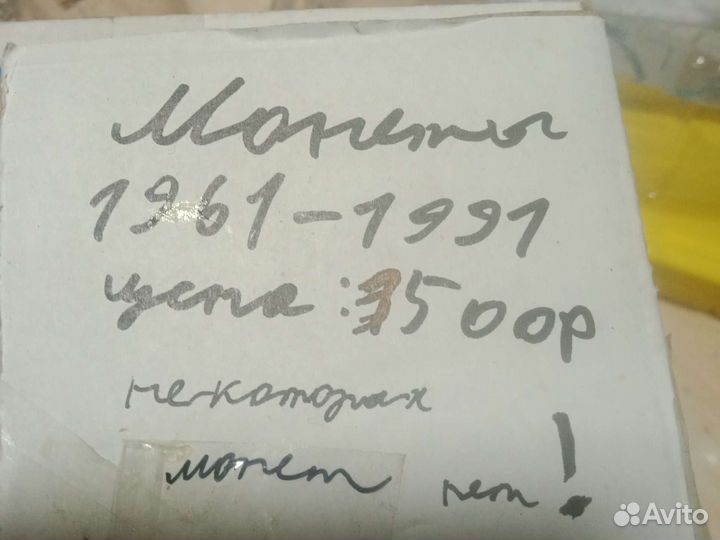 Монеты
1961-1991
цена: 1500р
некоторых
монет нет!
Avito